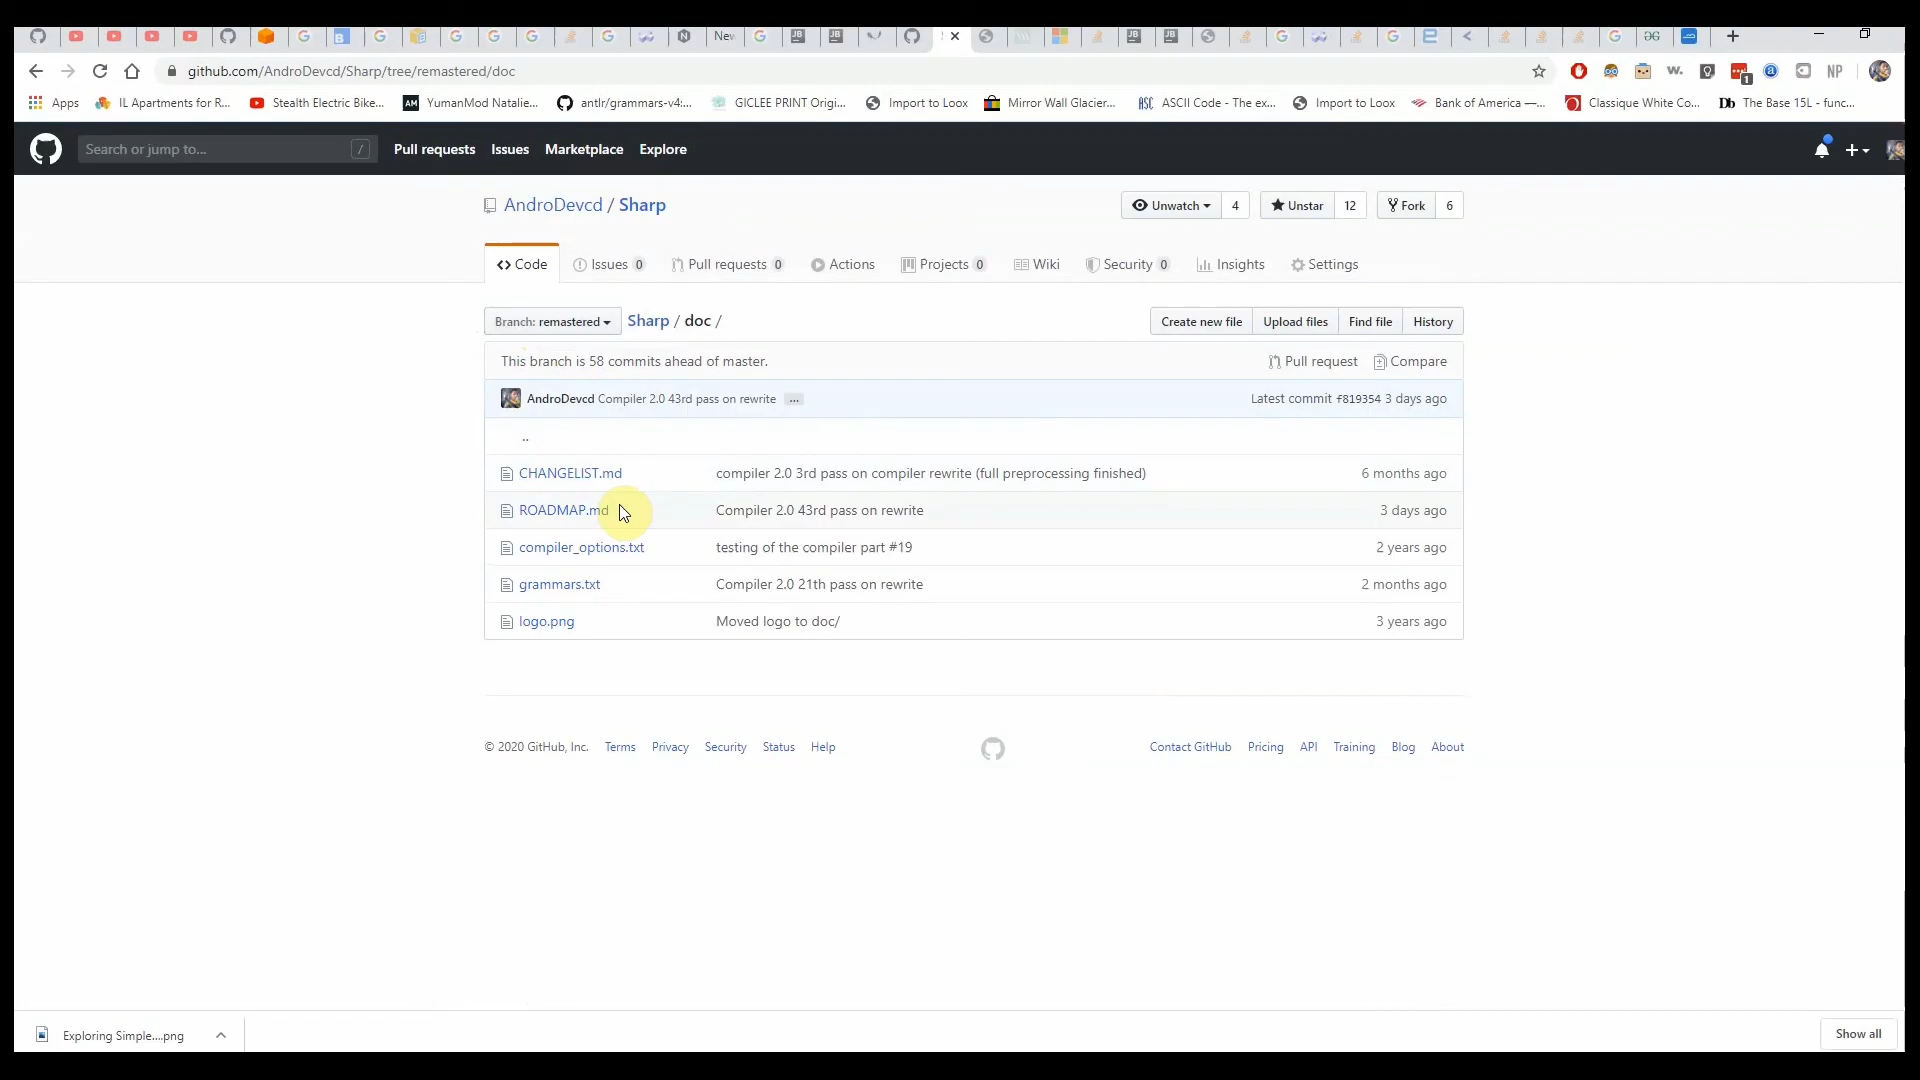 New
github.com/AndroDevcd/Sharp/tree/remastered/doc
NP
1
Apps IL Apartments for R... Stealth Electric Bike... AM YumanMod Natalie... antlr/grammars-v4:... GICLEE PRINT Origi... Import to Loox Mirror Wall Glacier... ASC ASCII Code - The ex... Import to Loox Bank of America —... Classique White Co... Db The Base 15L - func...
Search or jump to... / Pull requests Issues Marketplace Explore
AndroDevcd / Sharp
Unwatch 4 Unstar 12 Fork 6
Code Issues 0 Pull requests 0 Actions Projects 0 Wiki Security 0 Insights Settings
Branch: remastered Sharp / doc / Create new file Upload files Find file History
This branch is 58 commits ahead of master. Pull request Compare
AndroDevcd Compiler 2.0 43rd pass on rewrite ... Latest commit f819354 3 days ago
..
CHANGELIST.md compiler 2.0 3rd pass on compiler rewrite (full preprocessing finished) 6 months ago
ROADMAP.md Compiler 2.0 43rd pass on rewrite 3 days ago
compiler_options.txt testing of the compiler part #19 2 years ago
grammars.txt Compiler 2.0 21th pass on rewrite 2 months ago
logo.png Moved logo to doc/ 3 years ago
© 2020 GitHub, Inc. Terms Privacy Security Status Help Contact GitHub Pricing API Training Blog About
Exploring Simple....png Show all